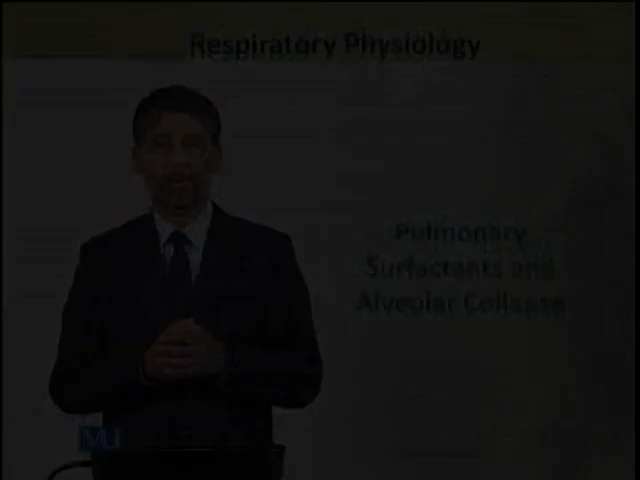 Respiratory Physiology
Pulmonary
Surfactants and
Alveolar Collapse